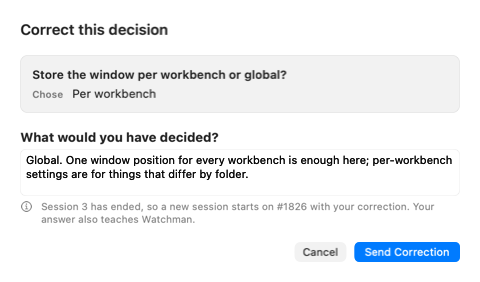 Correct this decision
Store the window per workbench or global?
Chose Per workbench
What would you have decided?
Global. One window position for every workbench is enough here; per-workbench
settings are for things that differ by folder.
Session 3 has ended, so a new session starts on #1826 with your correction. Your
answer also teaches Watchman.
Cancel Send Correction